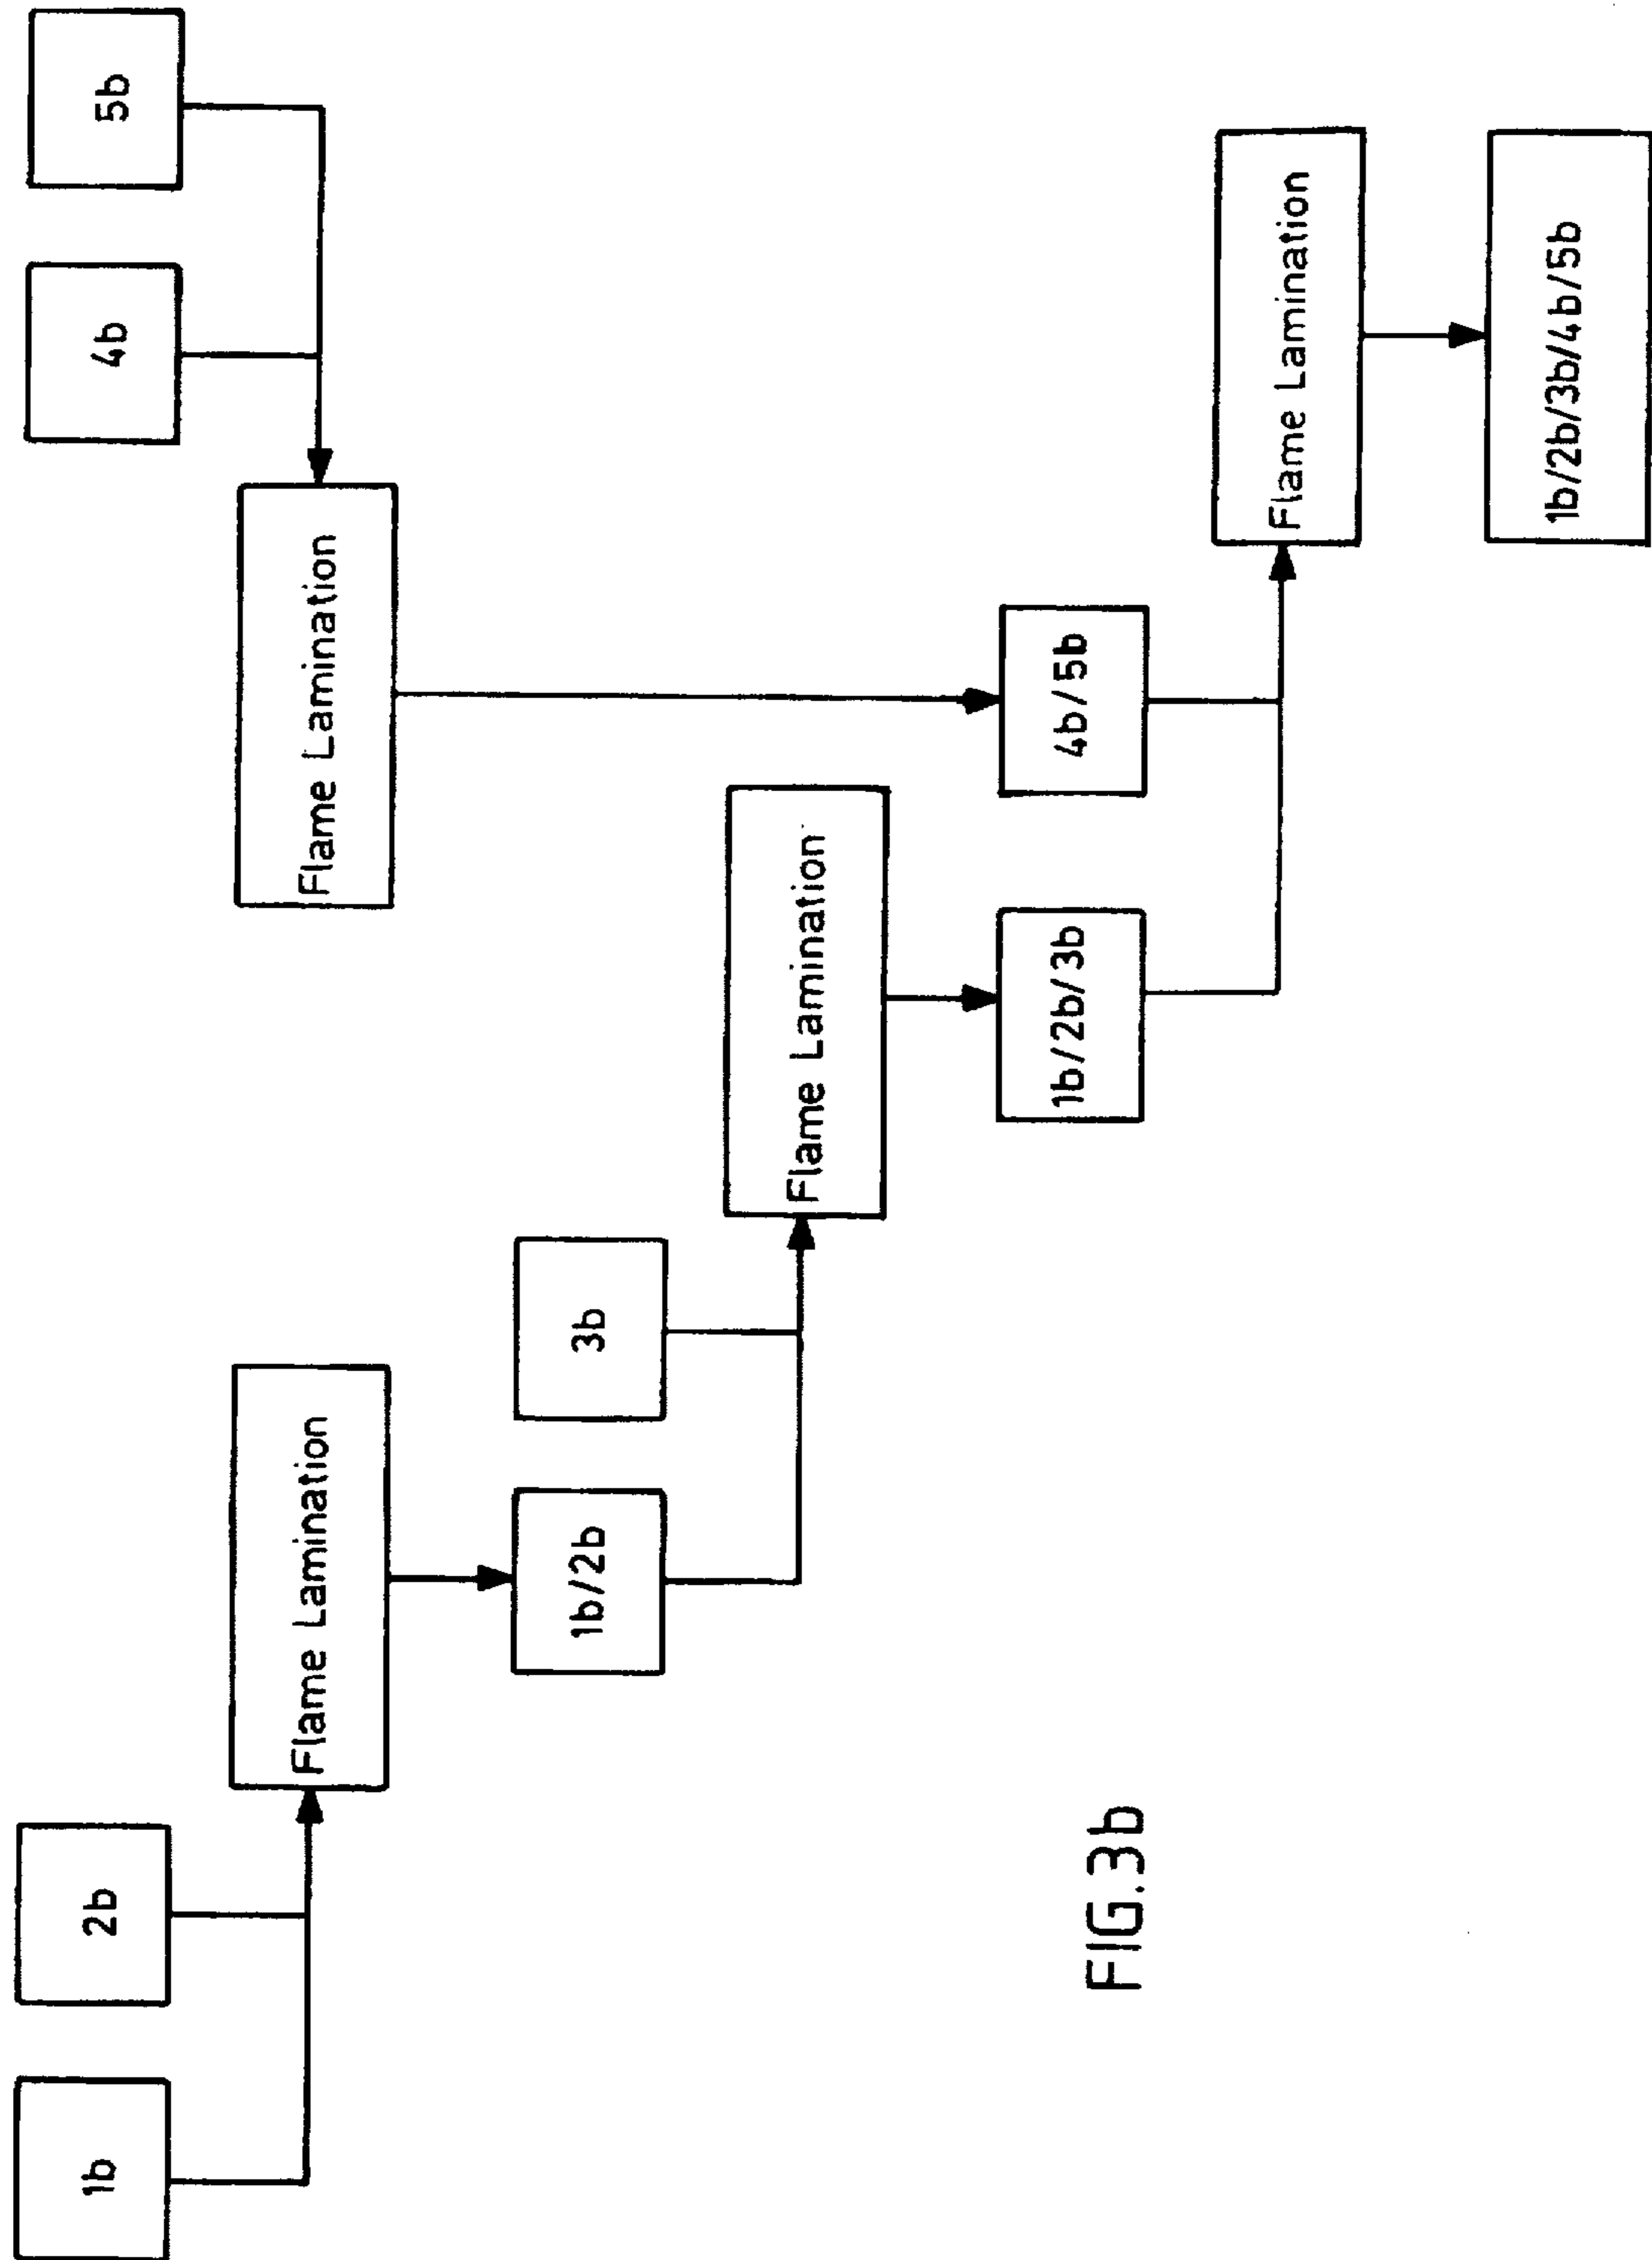 1b
2b
Flame Lamination
1b/2b
3b
Flame Lamination
1b/2b/3b
4b
5b
Flame Lamination
4b/5b
Flame Lamination
1b/2b/3b/4b/5b
FIG.3b